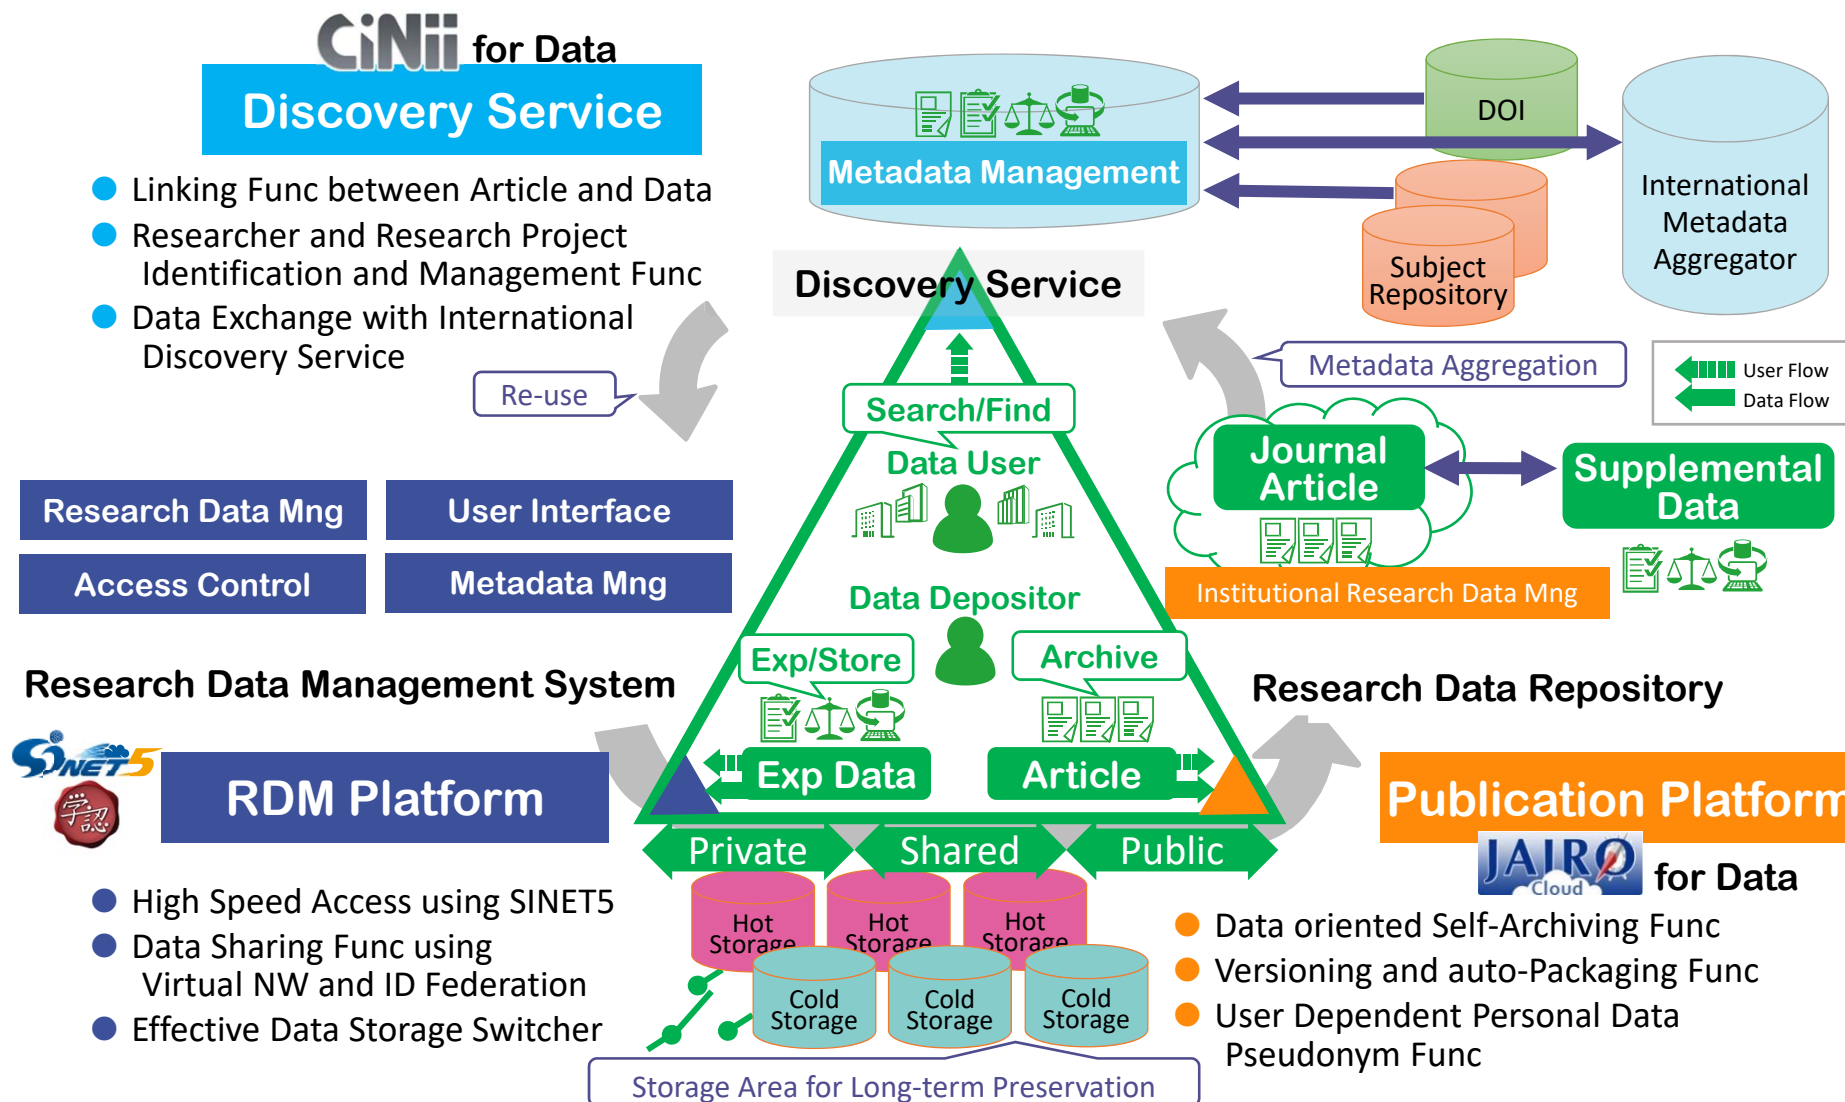 CiNii for Data
Discovery Service
Linking Func between Article and Data
Researcher and Research Project
Identification and Management Func
Data Exchange with International
Discovery Service
Re-use
Metadata Management
DOI
Subject
Repository
International
Metadata
Aggregator
Discovery Service
Metadata Aggregation
User Flow
Data Flow
Search/Find
Data User
Journal
Article
Supplemental
Data
Institutional Research Data Mng
Research Data Mng
User Interface
Access Control
Metadata Mng
Data Depositor
Exp/Store
Archive
Exp Data
Article
Research Data Management System
SINET5
学認
RDM Platform
High Speed Access using SINET5
Data Sharing Func using
Virtual NW and ID Federation
Effective Data Storage Switcher
Research Data Repository
Publication Platform
JAIRO
Cloud
for Data
Data oriented Self-Archiving Func
Versioning and auto-Packaging Func
User Dependent Personal Data
Pseudonym Func
Private
Shared
Public
Hot
Storage
Hot
Storage
Hot
Storage
Cold
Storage
Cold
Storage
Cold
Storage
Storage Area for Long-term Preservation